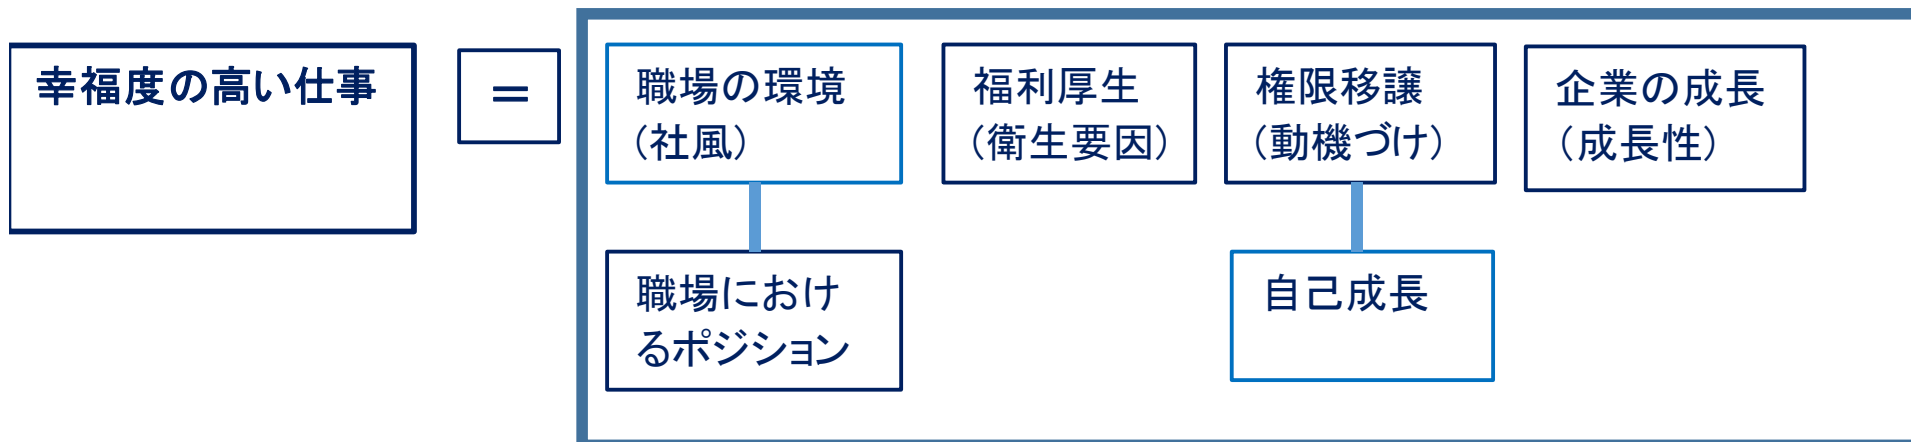 幸福度の高い仕事
＝
職場の環境
(社風)
福利厚生
(衛生要因)
権限移譲
(動機づけ)
企業の成長
(成長性)
職場におけ
るポジション
自己成長